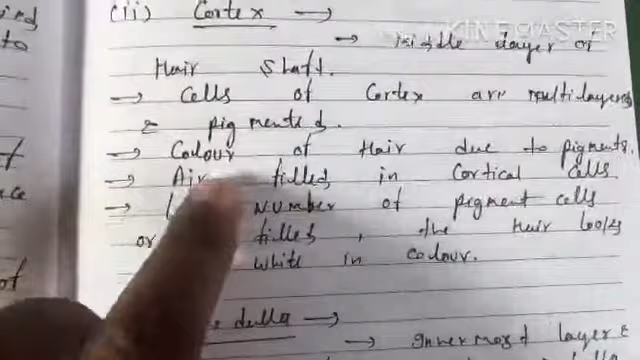 (ii) Cortex →
→ Middle layer of
Hair Shaft.
→ Cells of Cortex are multilayered
& pigmented.
→ Colour of Hair due to pigments.
→ Air filled in Cortical Cells.
→ Number of pigment cells
or filled, the Hair looks
white in colour.
dulla →
→ Innermost layer &
KINEMASTER